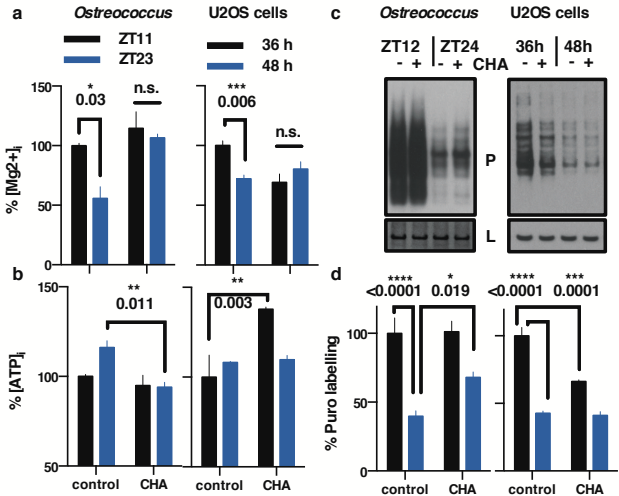 a Ostreococcus U2OS cells
ZT11 36 h
ZT23 48 h
% [Mg2+]i
150
100
50
* 0.03 n.s.
*** 0.006 n.s.
b
% [ATP]i
150
100
50
** 0.011
** 0.003
control CHA control CHA
c Ostreococcus U2OS cells
ZT12 ZT24 36h 48h
- + - + CHA - + - +
P
L
d
% Puro labelling
100
50
0
**** * **** ***
<0.0001 0.019 <0.0001 0.0001
control CHA control CHA